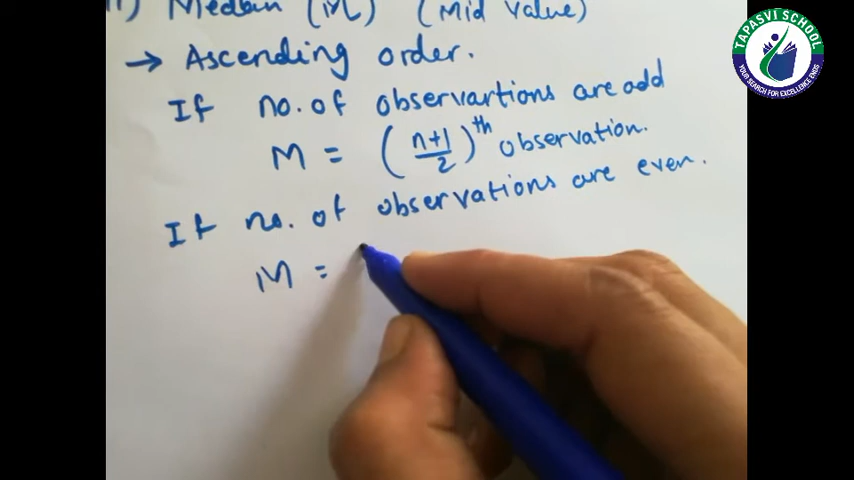 ii) Median (M) (Mid Value)
→ Ascending order.
If no. of observartions are odd
M = (n+1/2)th observation.
If no. of observations are even.
M =
TAPASVI SCHOOL
YOUR SEARCH FOR EXCELLENCE ENDS